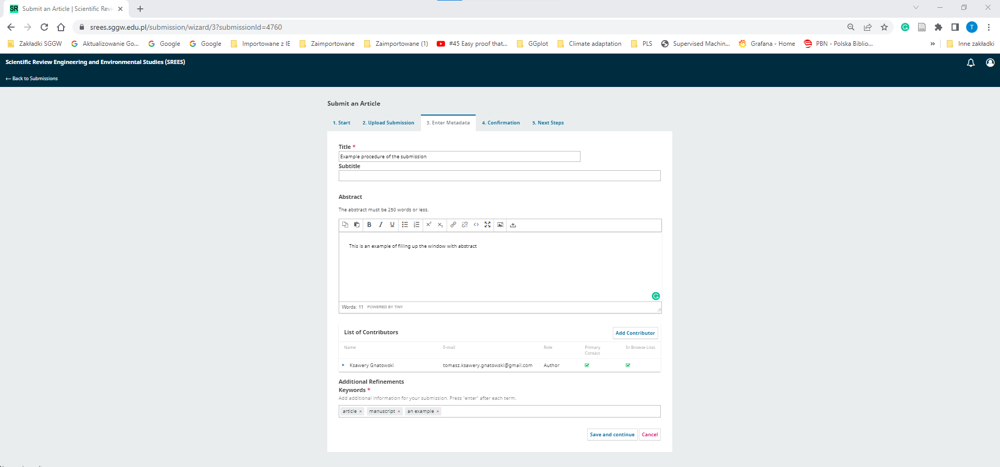 SR Submit an Article | Scientific Revi
srees.sggw.edu.pl/submission/wizard/3?submissionId=4760
T
Zakładki SGGW Aktualizowanie Go... Google Google Importowane z IE Zaimportowane Zaimportowane (1) #45 Easy proof that... GGplot Climate adaptation PLS Supervised Machin... Grafana - Home PBN - Polska Biblio... » Inne zakładki
Scientific Review Engineering and Environmental Studies (SREES)
← Back to Submissions
Submit an Article
1. Start 2. Upload Submission 3. Enter Metadata 4. Confirmation 5. Next Steps
Title *
Example procedure of the submission
Subtitle
Abstract
The abstract must be 250 words or less.
B I U x² x₂ <>
This is an example of filling up the window with abstract
Words: 11 POWERED BY TINY
List of Contributors Add Contributor
Name E-mail Role Primary Contact In Browse Lists
Ksawery Gnatowski tomasz.ksawery.gnatowski@gmail.com Author
Additional Refinements
Keywords *
Add additional information for your submission. Press 'enter' after each term.
article × manuscript × an example ×
Save and continue Cancel